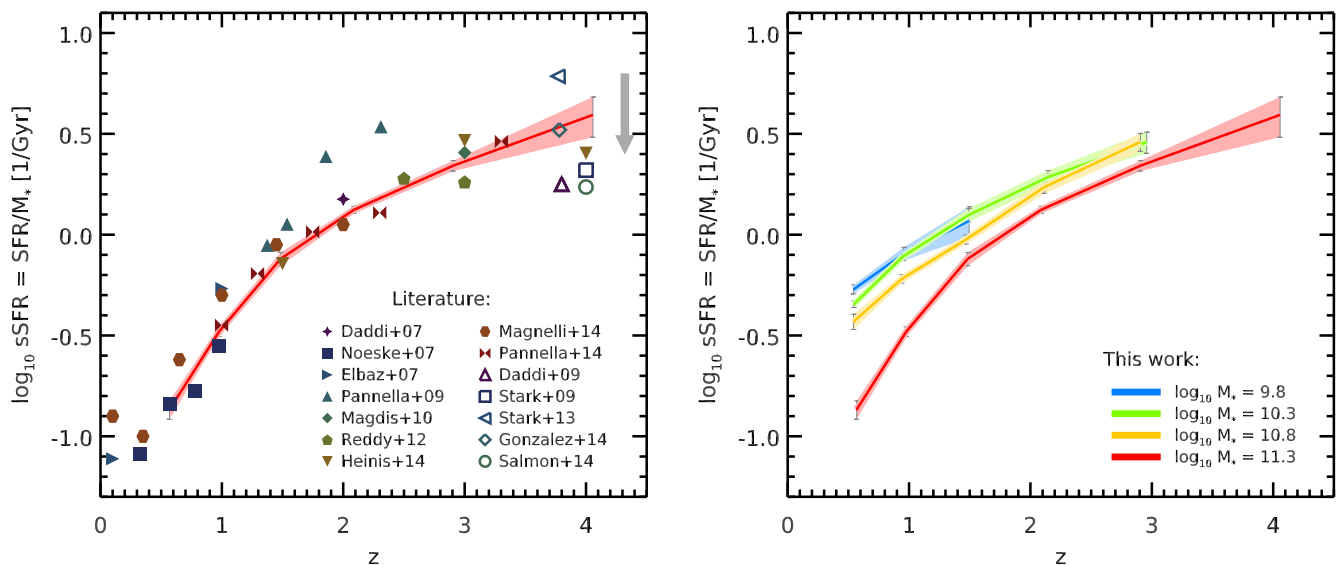 log₁₀ sSFR = SFR/M⁎ [1/Gyr]
1.0
0.5
0.0
-0.5
-1.0
0 1 2 3 4
z
Literature:
Daddi+07
Noeske+07
Elbaz+07
Pannella+09
Magdis+10
Reddy+12
Heinis+14
Magnelli+14
Pannella+14
Daddi+09
Stark+09
Stark+13
Gonzalez+14
Salmon+14
log₁₀ sSFR = SFR/M⁎ [1/Gyr]
1.0
0.5
0.0
-0.5
-1.0
0 1 2 3 4
z
This work:
log₁₀ M⁎ = 9.8
log₁₀ M⁎ = 10.3
log₁₀ M⁎ = 10.8
log₁₀ M⁎ = 11.3